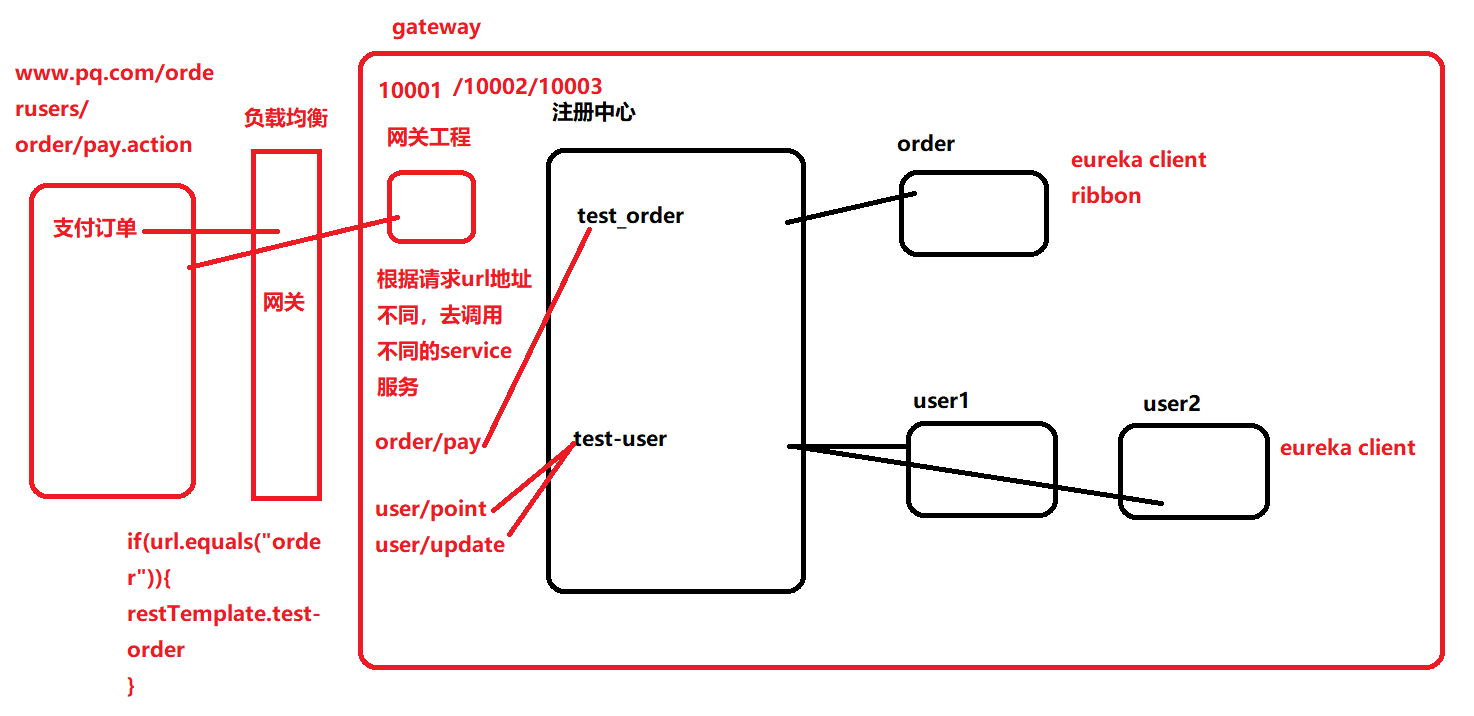 gateway
www.pq.com/orde
rusers/
order/pay.action
负载均衡
10001 /10002/10003
注册中心
网关工程
order
eureka client
ribbon
支付订单
test_order
网关
根据请求url地址
不同，去调用
不同的service
服务
order/pay
test-user
user1
user2
eureka client
user/point
user/update
if(url.equals("orde
r")){
restTemplate.test-
order
}